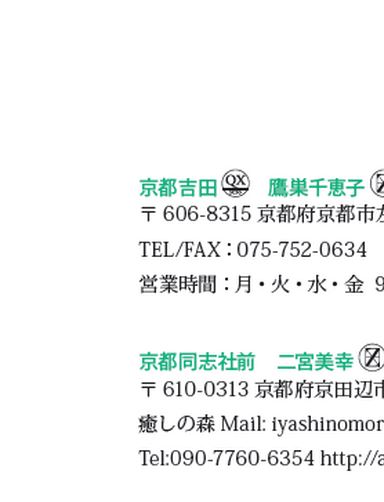 京都吉田 QX 鷹巣千恵子
〒606-8315 京都府京都市
TEL/FAX：075-752-0634
営業時間：月・火・水・金 9
京都同志社前 二宮美幸
〒610-0313 京都府京田辺市
癒しの森 Mail: iyashinomor
Tel:090-7760-6354 http://a